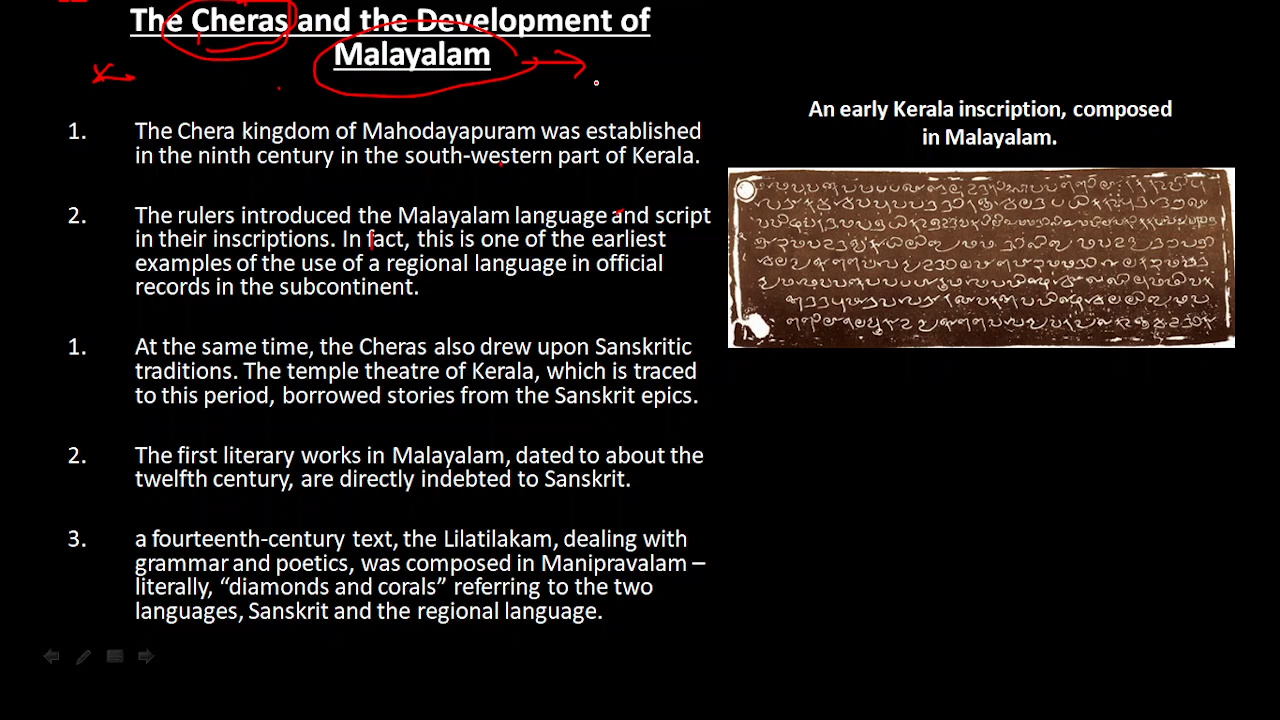 The Cheras and the Development of
Malayalam
1. The Chera kingdom of Mahodayapuram was established
in the ninth century in the south-western part of Kerala.
2. The rulers introduced the Malayalam language and script
in their inscriptions. In fact, this is one of the earliest
examples of the use of a regional language in official
records in the subcontinent.
1. At the same time, the Cheras also drew upon Sanskritic
traditions. The temple theatre of Kerala, which is traced
to this period, borrowed stories from the Sanskrit epics.
2. The first literary works in Malayalam, dated to about the
twelfth century, are directly indebted to Sanskrit.
3. a fourteenth-century text, the Lilatilakam, dealing with
grammar and poetics, was composed in Manipravalam –
literally, “diamonds and corals” referring to the two
languages, Sanskrit and the regional language.
An early Kerala inscription, composed
in Malayalam.